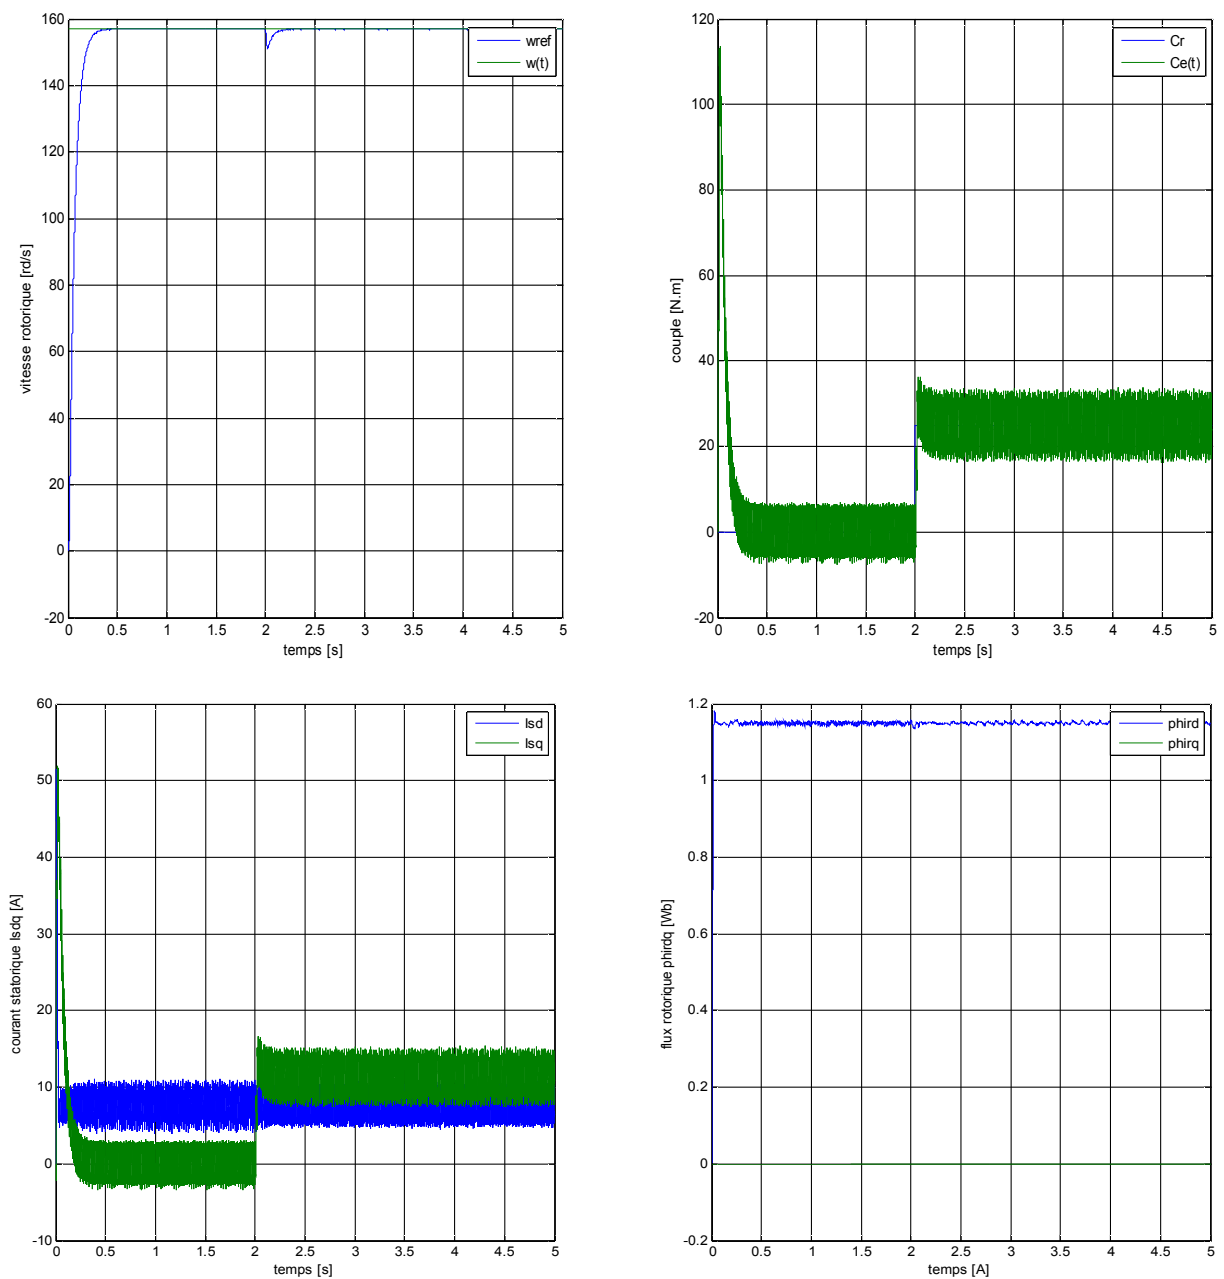 160
140
120
100
80
60
40
20
0
-20
vitesse rotorique [rd/s]
wref
w(t)
0 0.5 1 1.5 2 2.5 3 3.5 4 4.5 5
temps [s]
120
100
80
60
40
20
0
-20
couple [N.m]
Cr
Ce(t)
0 0.5 1 1.5 2 2.5 3 3.5 4 4.5 5
temps [s]
60
50
40
30
20
10
0
-10
courant statorique Isdq [A]
Isd
Isq
0 0.5 1 1.5 2 2.5 3 3.5 4 4.5 5
temps [s]
1.2
1
0.8
0.6
0.4
0.2
0
-0.2
flux rotorique phirdq [Wb]
phird
phirq
0 0.5 1 1.5 2 2.5 3 3.5 4 4.5 5
temps [A]